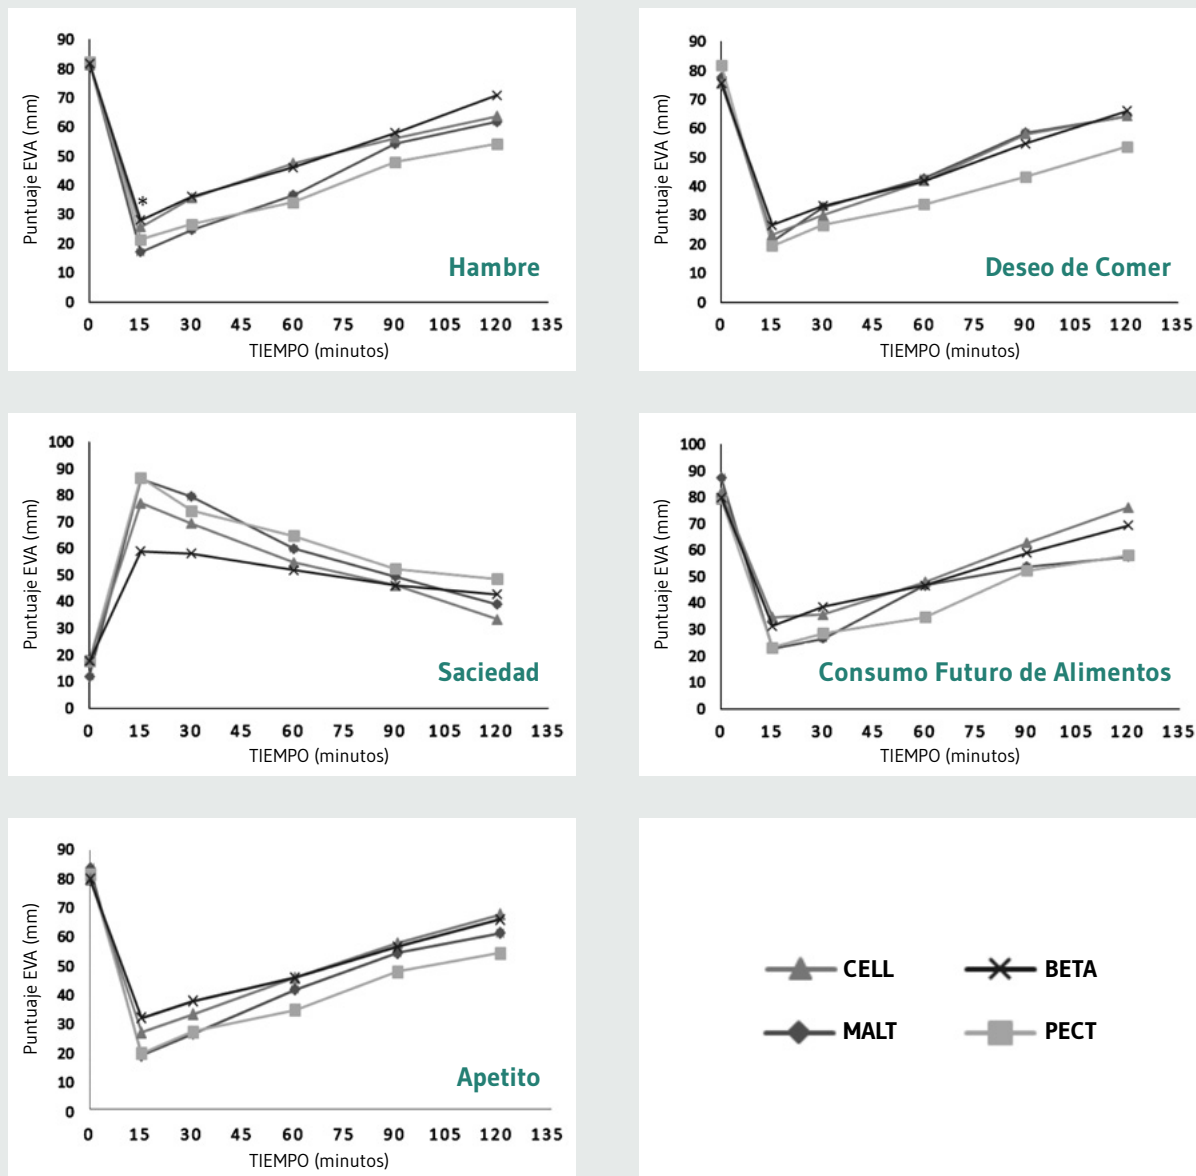 90
80
70
60
50
40
30
20
10
0
Puntuaje EVA (mm)
*
Hambre
0 15 30 45 60 75 90 105 120 135
TIEMPO (minutos)
90
80
70
60
50
40
30
20
10
0
Puntuaje EVA (mm)
Deseo de Comer
0 15 30 45 60 75 90 105 120 135
TIEMPO (minutos)
100
90
80
70
60
50
40
30
20
10
0
Puntuaje EVA (mm)
Saciedad
0 15 30 45 60 75 90 105 120 135
TIEMPO (minutos)
100
90
80
70
60
50
40
30
20
10
0
Puntuaje EVA (mm)
Consumo Futuro de Alimentos
0 15 30 45 60 75 90 105 120 135
TIEMPO (minutos)
90
80
70
60
50
40
30
20
10
0
Puntuaje EVA (mm)
Apetito
0 15 30 45 60 75 90 105 120 135
TIEMPO (minutos)
CELL BETA
MALT PECT